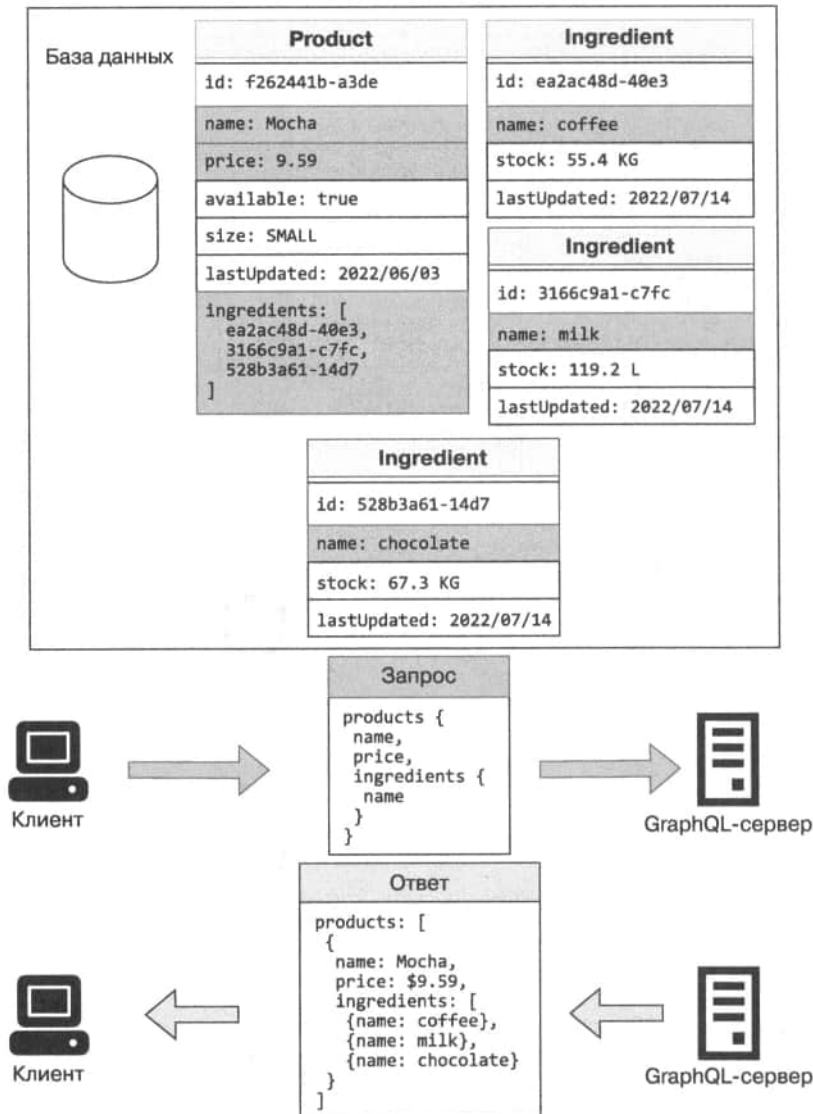 База данных
Product
id: f262441b-a3de
name: Mocha
price: 9.59
available: true
size: SMALL
lastUpdated: 2022/06/03
ingredients: [
ea2ac48d-40e3,
3166c9a1-c7fc,
528b3a61-14d7
]
Ingredient
id: ea2ac48d-40e3
name: coffee
stock: 55.4 KG
lastUpdated: 2022/07/14
Ingredient
id: 3166c9a1-c7fc
name: milk
stock: 119.2 L
lastUpdated: 2022/07/14
Ingredient
id: 528b3a61-14d7
name: chocolate
stock: 67.3 KG
lastUpdated: 2022/07/14
Запрос
products {
name,
price,
ingredients {
name
}
}
Клиент
GraphQL-сервер
Ответ
products: [
{
name: Mocha,
price: $9.59,
ingredients: [
{name: coffee},
{name: milk},
{name: chocolate}
}
]
Клиент
GraphQL-сервер